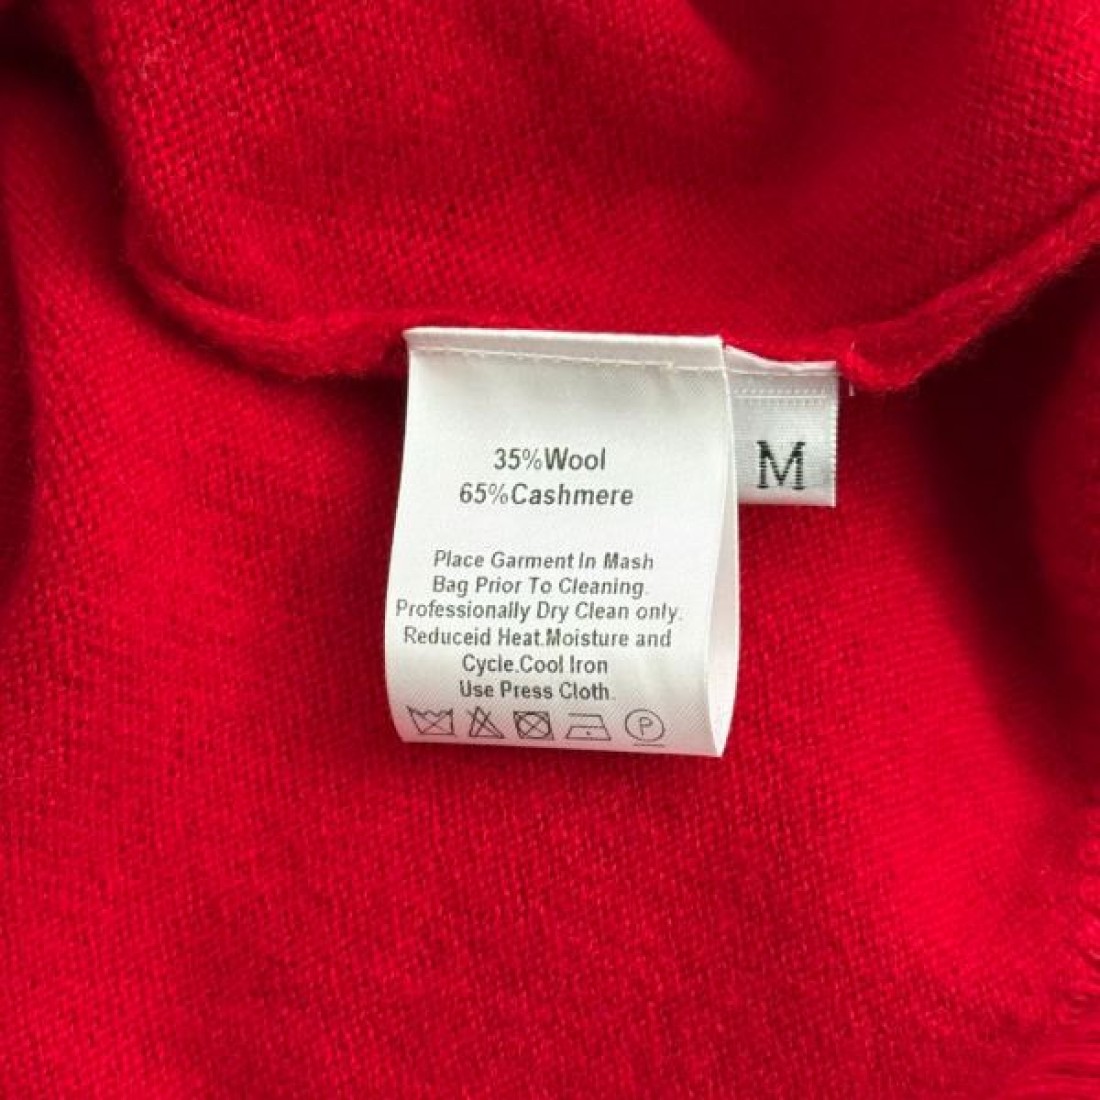 35%Wool
65%Cashmere
M
Place Garment In Mash
Bag Prior To Cleaning.
Professionally Dry Clean only.
Reduceid Heat.Moisture and
Cycle.Cool Iron
Use Press Cloth.
P